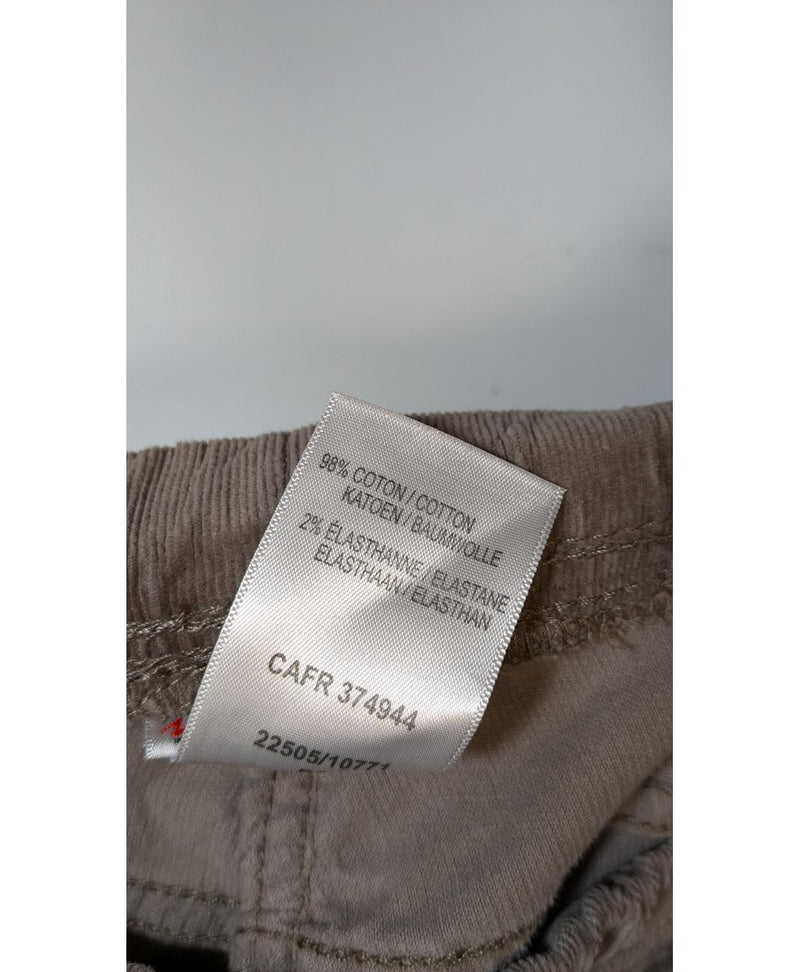 98% COTON / COTTON
KATOEN / BAUMWOLLE
2% ÉLASTHANNE / ELASTANE
ELASTHAAN / ELASTHAN
CAFR 374944
22505/10771